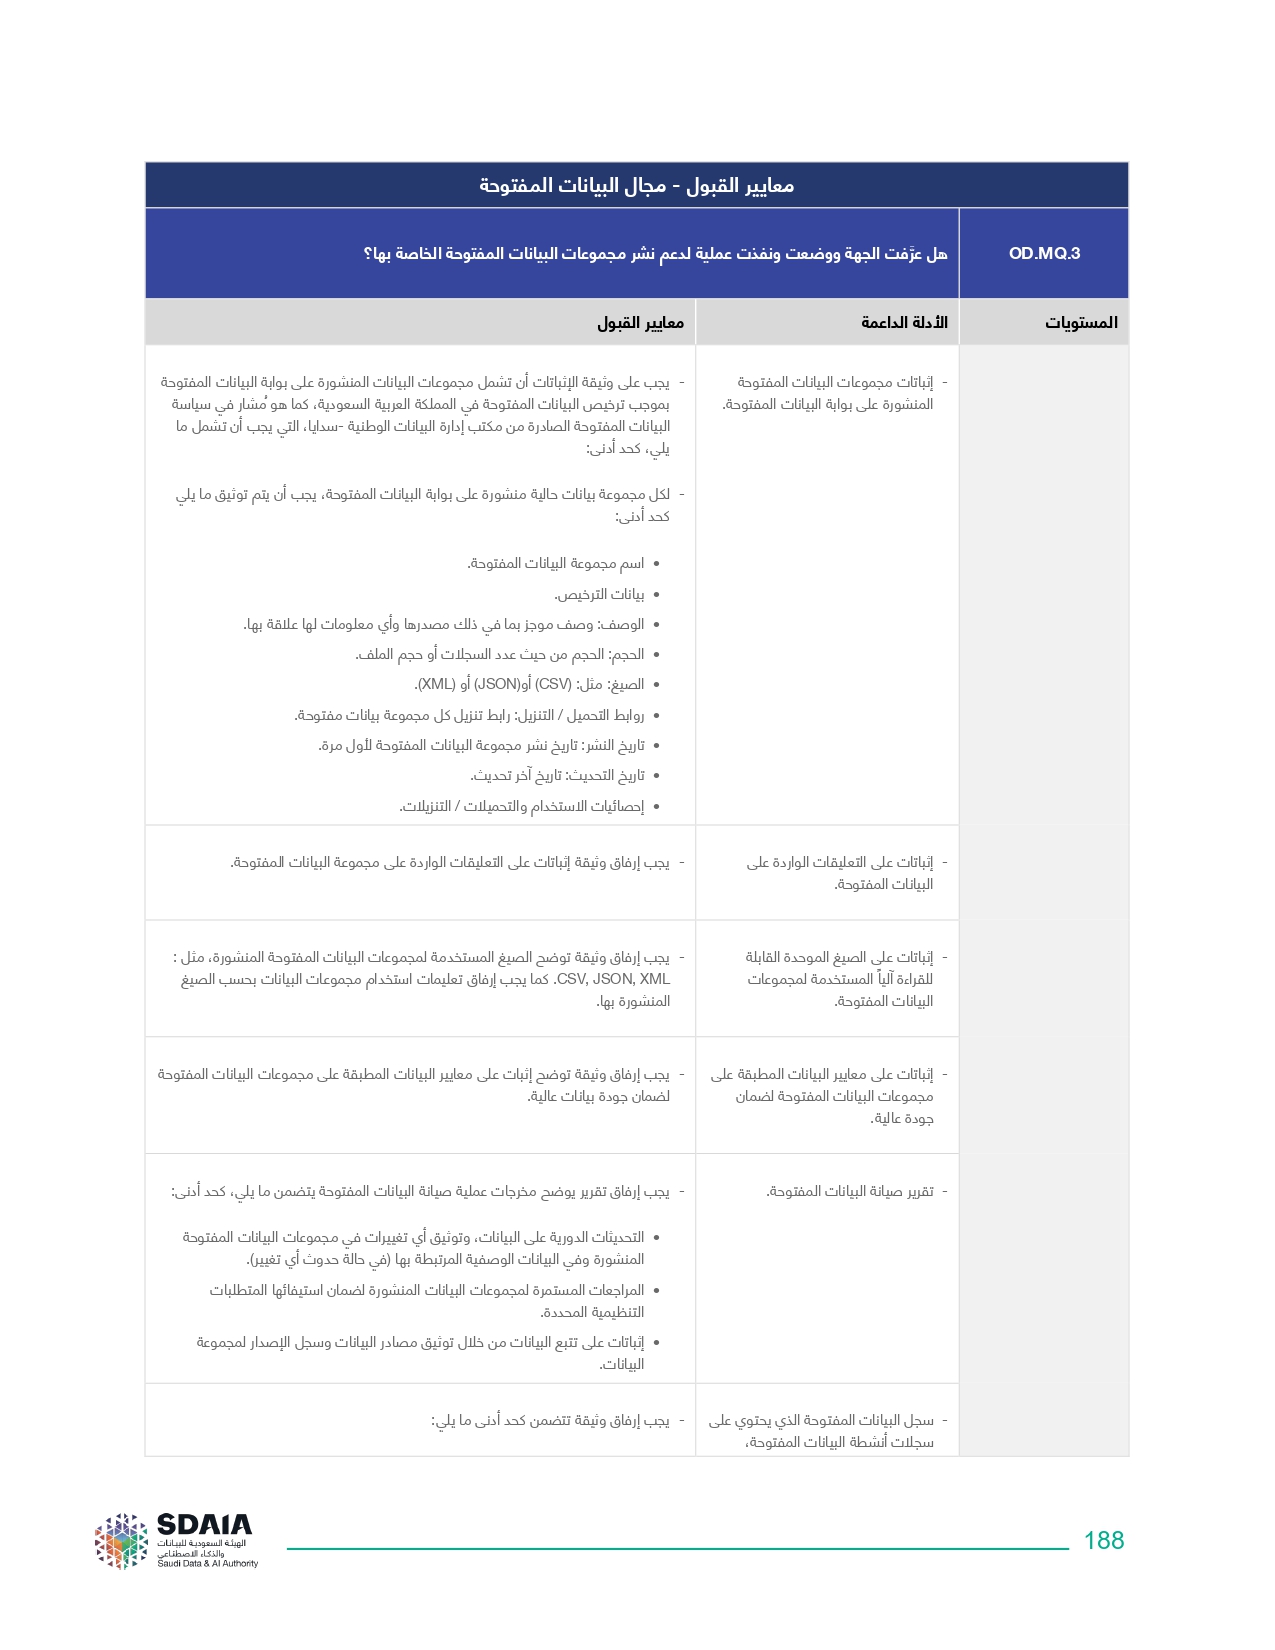 معايير القبول - مجال البيانات المفتوحة
OD.MQ.3
هل عرَّفت الجهة ووضعت ونفذت عملية لدعم نشر مجموعات البيانات المفتوحة الخاصة بها؟
المستويات
الأدلة الداعمة
معايير القبول
- إثباتات مجموعات البيانات المفتوحة
المنشورة على بوابة البيانات المفتوحة.
- يجب على وثيقة الإثباتات أن تشمل مجموعات البيانات المنشورة على بوابة البيانات المفتوحة
بموجب ترخيص البيانات المفتوحة في المملكة العربية السعودية، كما هو مُشار في سياسة
البيانات المفتوحة الصادرة من مكتب إدارة البيانات الوطنية -سدايا، التي يجب أن تشمل ما
يلي، كحد أدنى:
- لكل مجموعة بيانات حالية منشورة على بوابة البيانات المفتوحة، يجب أن يتم توثيق ما يلي
كحد أدنى:
• اسم مجموعة البيانات المفتوحة.
• بيانات الترخيص.
• الوصف: وصف موجز بما في ذلك مصدرها وأي معلومات لها علاقة بها.
• الحجم: الحجم من حيث عدد السجلات أو حجم الملف.
• الصيغ: مثل: (CSV) أو(JSON) أو (XML).
• روابط التحميل / التنزيل: رابط تنزيل كل مجموعة بيانات مفتوحة.
• تاريخ النشر: تاريخ نشر مجموعة البيانات المفتوحة لأول مرة.
• تاريخ التحديث: تاريخ آخر تحديث.
• إحصائيات الاستخدام والتحميلات / التنزيلات.
- إثباتات على التعليقات الواردة على
البيانات المفتوحة.
- يجب إرفاق وثيقة إثباتات على التعليقات الواردة على مجموعة البيانات المفتوحة.
- إثباتات على الصيغ الموحدة القابلة
للقراءة آلياً المستخدمة لمجموعات
البيانات المفتوحة.
- يجب إرفاق وثيقة توضح الصيغ المستخدمة لمجموعات البيانات المفتوحة المنشورة، مثل :
CSV, JSON, XML. كما يجب إرفاق تعليمات استخدام مجموعات البيانات بحسب الصيغ
المنشورة بها.
- إثباتات على معايير البيانات المطبقة على
مجموعات البيانات المفتوحة لضمان
جودة عالية.
- يجب إرفاق وثيقة توضح إثبات على معايير البيانات المطبقة على مجموعات البيانات المفتوحة
لضمان جودة بيانات عالية.
- تقرير صيانة البيانات المفتوحة.
- يجب إرفاق تقرير يوضح مخرجات عملية صيانة البيانات المفتوحة يتضمن ما يلي، كحد أدنى:
• التحديثات الدورية على البيانات، وتوثيق أي تغييرات في مجموعات البيانات المفتوحة
المنشورة وفي البيانات الوصفية المرتبطة بها (في حالة حدوث أي تغيير).
• المراجعات المستمرة لمجموعات البيانات المنشورة لضمان استيفائها المتطلبات
التنظيمية المحددة.
• إثباتات على تتبع البيانات من خلال توثيق مصادر البيانات وسجل الإصدار لمجموعة
البيانات.
- سجل البيانات المفتوحة الذي يحتوي على
سجلات أنشطة البيانات المفتوحة،
- يجب إرفاق وثيقة تتضمن كحد أدنى ما يلي:
SDAIA
الهيئة السعودية للبيانات
والذكاء الاصطناعي
Saudi Data & AI Authority
188